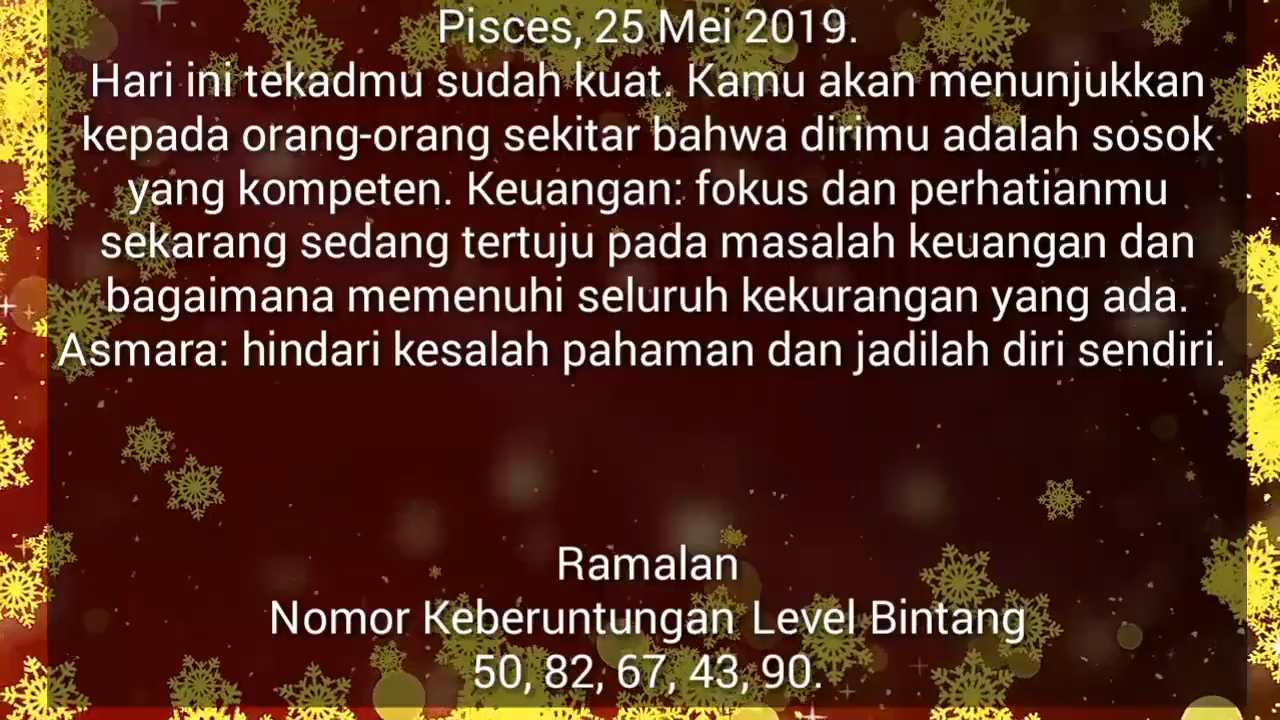 Pisces, 25 Mei 2019.
Hari ini tekadmu sudah kuat. Kamu akan menunjukkan
kepada orang-orang sekitar bahwa dirimu adalah sosok
yang kompeten. Keuangan: fokus dan perhatianmu
sekarang sedang tertuju pada masalah keuangan dan
bagaimana memenuhi seluruh kekurangan yang ada.
Asmara: hindari kesalah pahaman dan jadilah diri sendiri.
Ramalan
Nomor Keberuntungan Level Bintang
50, 82, 67, 43, 90.